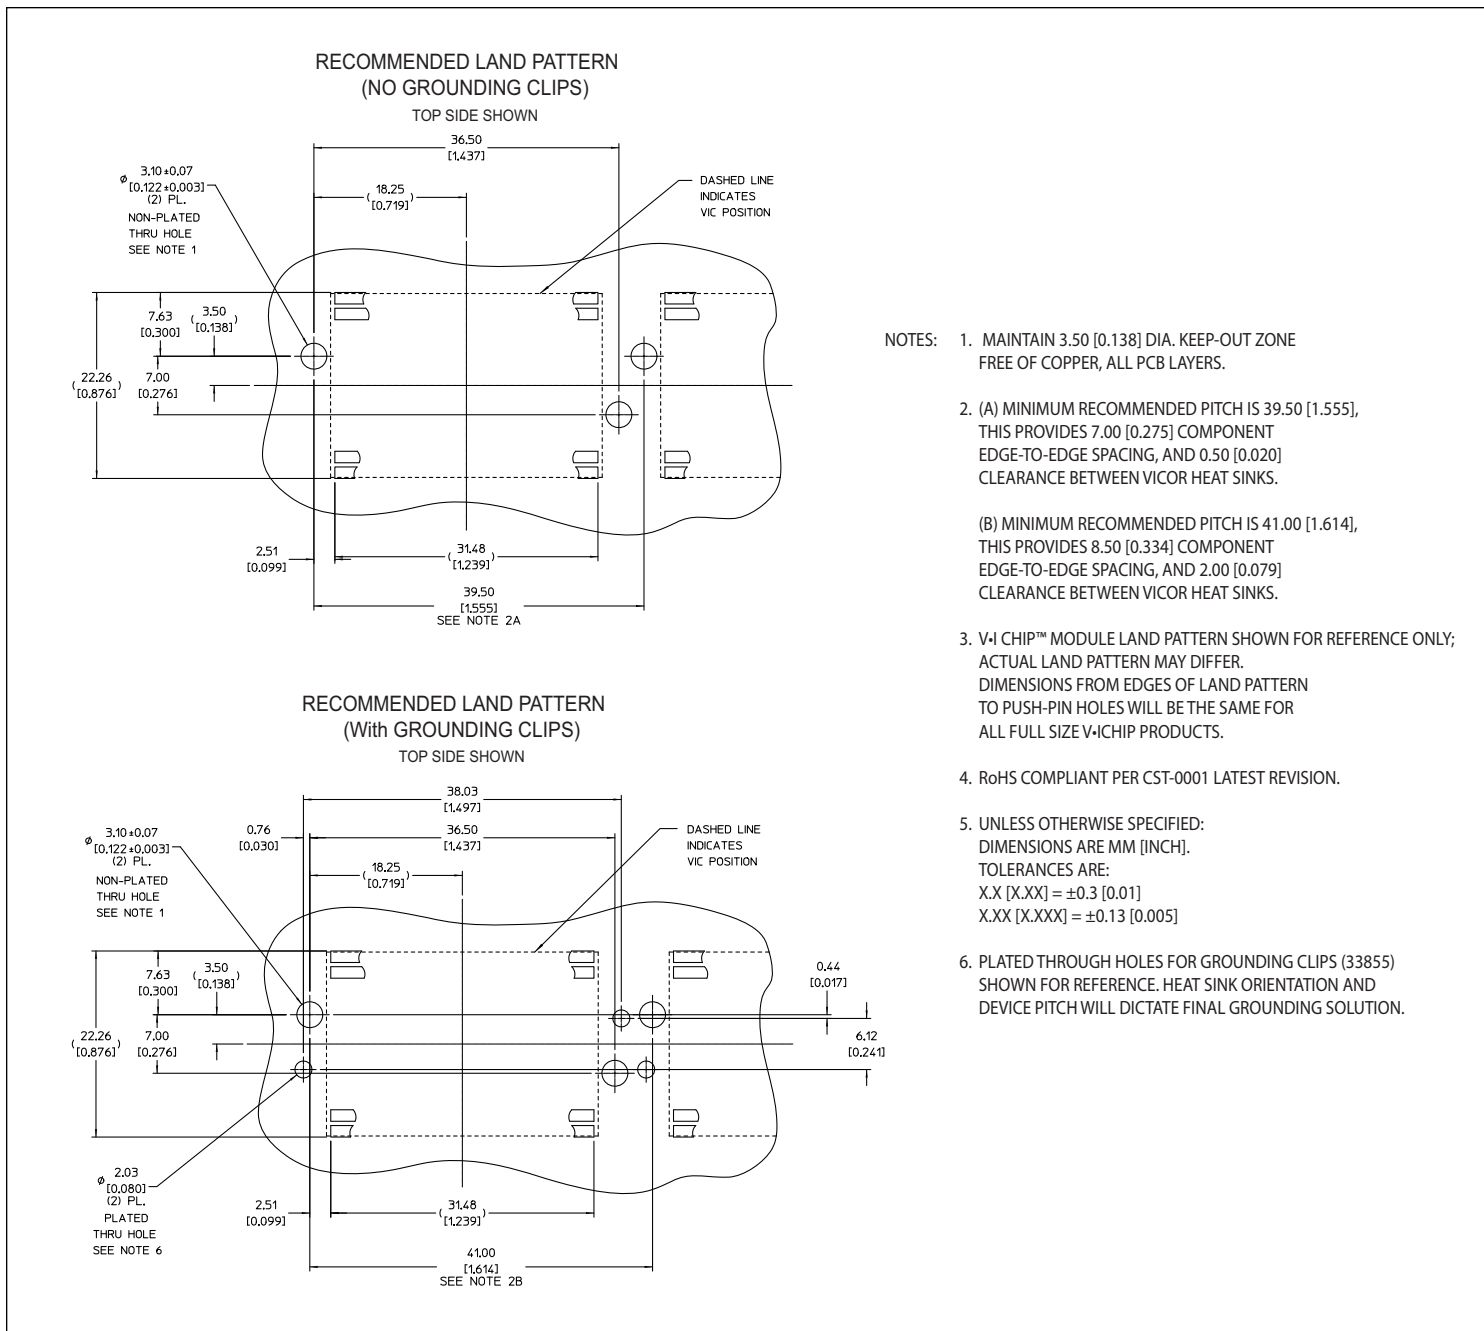 RECOMMENDED LAND PATTERN
(NO GROUNDING CLIPS)
TOP SIDE SHOWN
36.50
[1.437]
ø 3.10 ±0.07
[0.122 ±0.003]
(2) PL.
NON-PLATED
THRU HOLE
SEE NOTE 1
(18.25
[0.719])
DASHED LINE
INDICATES
VIC POSITION
7.63
[0.300]
(3.50
[0.138])
(22.26
[0.876])
7.00
[0.276]
2.51
[0.099]
(31.48
[1.239])
39.50
[1.555]
SEE NOTE 2A
RECOMMENDED LAND PATTERN
(With GROUNDING CLIPS)
TOP SIDE SHOWN
38.03
[1.497]
ø 3.10 ±0.07
[0.122 ±0.003]
(2) PL.
NON-PLATED
THRU HOLE
SEE NOTE 1
0.76
[0.030]
36.50
[1.437]
(18.25
[0.719])
DASHED LINE
INDICATES
VIC POSITION
7.63
[0.300]
(3.50
[0.138])
0.44
[0.017]
(22.26
[0.876])
7.00
[0.276]
6.12
[0.241]
ø 2.03
[0.080]
(2) PL.
PLATED
THRU HOLE
SEE NOTE 6
2.51
[0.099]
(31.48
[1.239])
41.00
[1.614]
SEE NOTE 2B
NOTES: 1. MAINTAIN 3.50 [0.138] DIA. KEEP-OUT ZONE
FREE OF COPPER, ALL PCB LAYERS.
2. (A) MINIMUM RECOMMENDED PITCH IS 39.50 [1.555],
THIS PROVIDES 7.00 [0.275] COMPONENT
EDGE-TO-EDGE SPACING, AND 0.50 [0.020]
CLEARANCE BETWEEN VICOR HEAT SINKS.
(B) MINIMUM RECOMMENDED PITCH IS 41.00 [1.614],
THIS PROVIDES 8.50 [0.334] COMPONENT
EDGE-TO-EDGE SPACING, AND 2.00 [0.079]
CLEARANCE BETWEEN VICOR HEAT SINKS.
3. V•I CHIP™ MODULE LAND PATTERN SHOWN FOR REFERENCE ONLY;
ACTUAL LAND PATTERN MAY DIFFER.
DIMENSIONS FROM EDGES OF LAND PATTERN
TO PUSH-PIN HOLES WILL BE THE SAME FOR
ALL FULL SIZE V•ICHIP PRODUCTS.
4. RoHS COMPLIANT PER CST-0001 LATEST REVISION.
5. UNLESS OTHERWISE SPECIFIED:
DIMENSIONS ARE MM [INCH].
TOLERANCES ARE:
X.X [X.XX] = ±0.3 [0.01]
X.XX [X.XXX] = ±0.13 [0.005]
6. PLATED THROUGH HOLES FOR GROUNDING CLIPS (33855)
SHOWN FOR REFERENCE. HEAT SINK ORIENTATION AND
DEVICE PITCH WILL DICTATE FINAL GROUNDING SOLUTION.